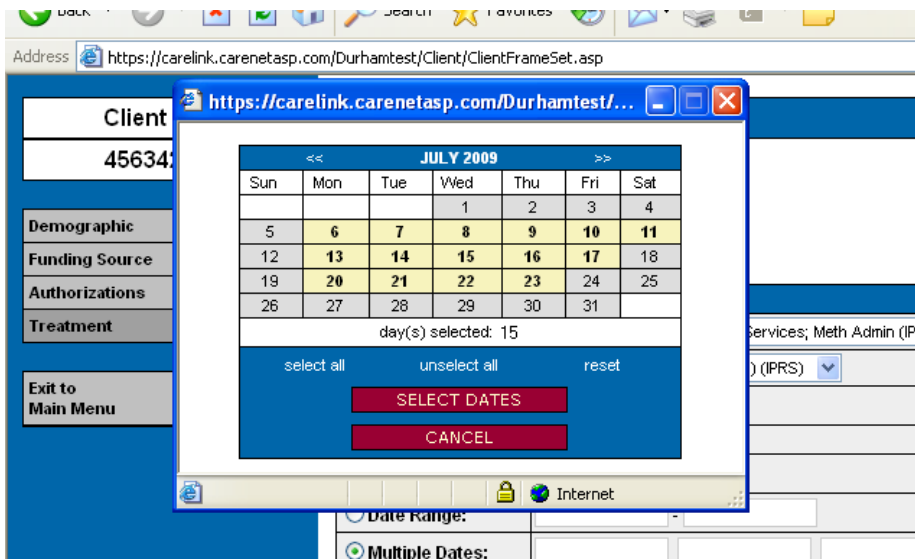 Back Search Favorites
Address https://carelink.carenetasp.com/Durhamtest/Client/ClientFrameSet.asp
https://carelink.carenetasp.com/Durhamtest/...
Client
45634
<< JULY 2009 >>
Sun Mon Tue Wed Thu Fri Sat
1 2 3 4
5 6 7 8 9 10 11
12 13 14 15 16 17 18
19 20 21 22 23 24 25
26 27 28 29 30 31
day(s) selected: 15
select all unselect all reset
SELECT DATES
CANCEL
Demographic
Funding Source
Authorizations
Treatment
Exit to
Main Menu
Services; Meth Admin (IP
) (IPRS)
Internet
Date Range: -
Multiple Dates: